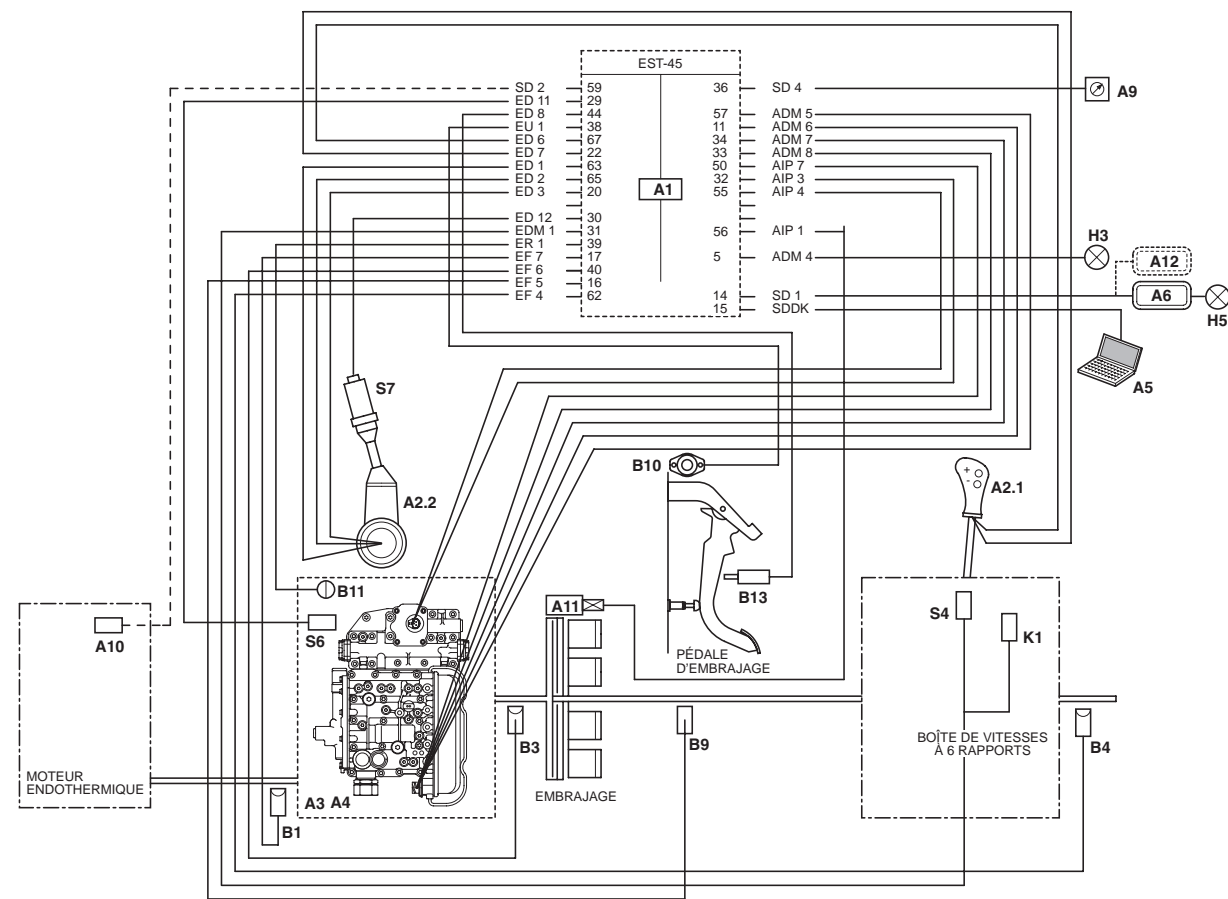 EST-45
SD 2 59
ED 11 29
ED 8 44
EU 1 38
ED 6 67
ED 7 22
ED 1 63
ED 2 65
ED 3 20
ED 12 30
EDM 1 31
ER 1 39
EF 7 17
EF 6 40
EF 5 16
EF 4 62
A1
36 SD 4
57 ADM 5
11 ADM 6
34 ADM 7
33 ADM 8
50 AIP 7
32 AIP 3
55 AIP 4
56 AIP 1
5 ADM 4
14 SD 1
15 SDDK
A9
H3
A12
A6
H5
A5
S7
A2.2
B10
A2.1
B11
B13
A11
S4
K1
A10
S6
PÉDALE
D'EMBRAJAGE
B3
B9
BOÎTE DE VITESSES
À 6 RAPPORTS
B4
MOTEUR
ENDOTHERMIQUE
A3 A4
EMBRAJAGE
B1
+
-